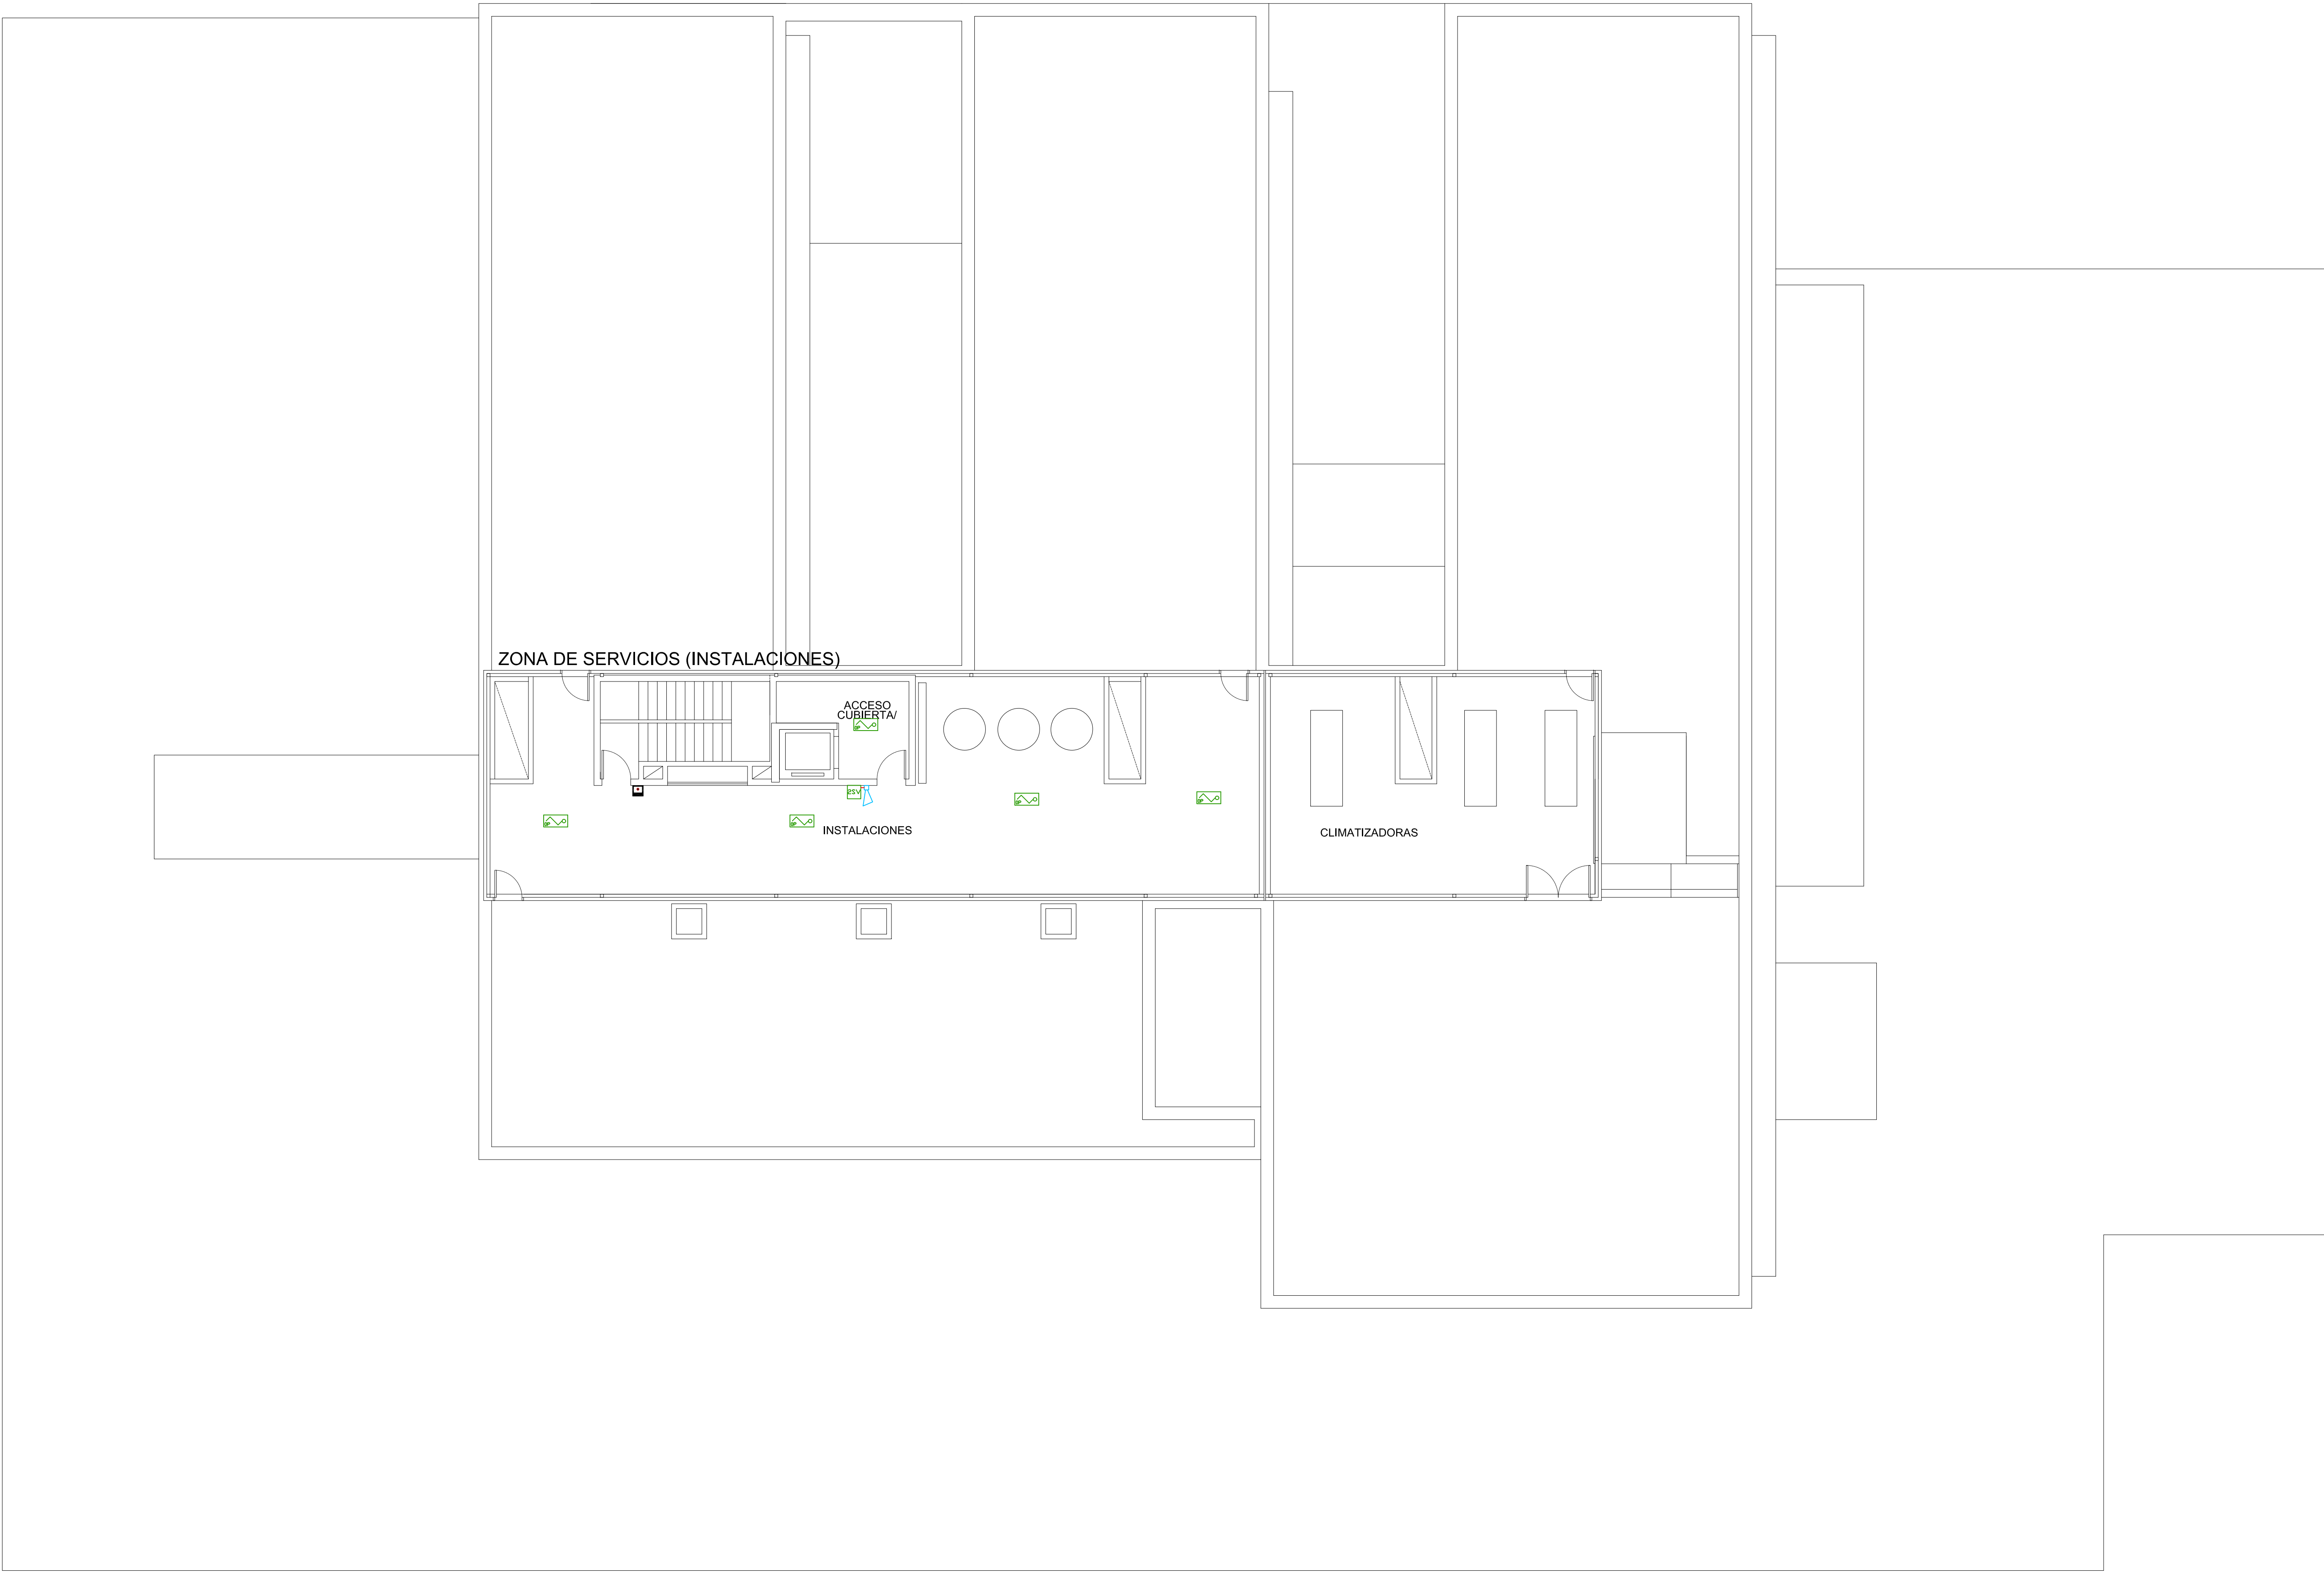 ZONA DE SERVICIOS (INSTALACIONES)
ACCESO
CUBIERTA/
INSTALACIONES
CLIMATIZADORAS